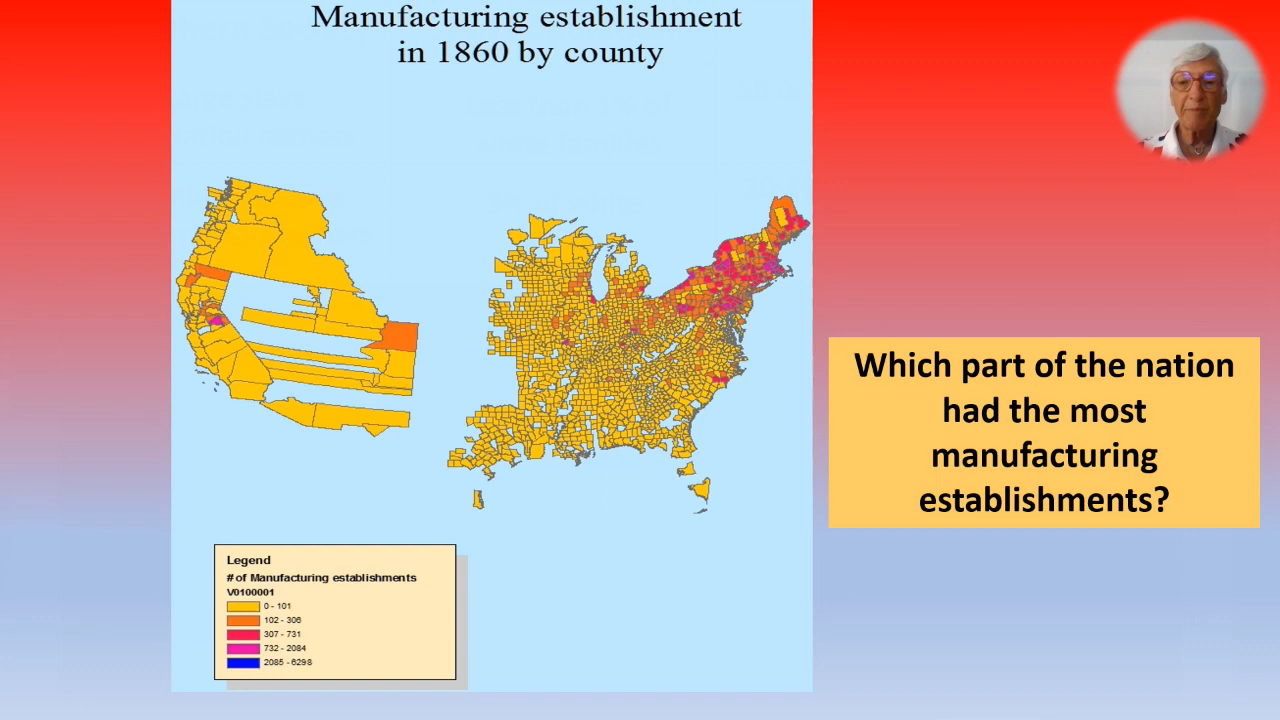 Manufacturing establishment
in 1860 by county
Which part of the nation
had the most
manufacturing
establishments?
Legend
# of Manufacturing establishments
V0100001
0 - 101
102 - 306
307 - 731
732 - 2084
2085 - 6298